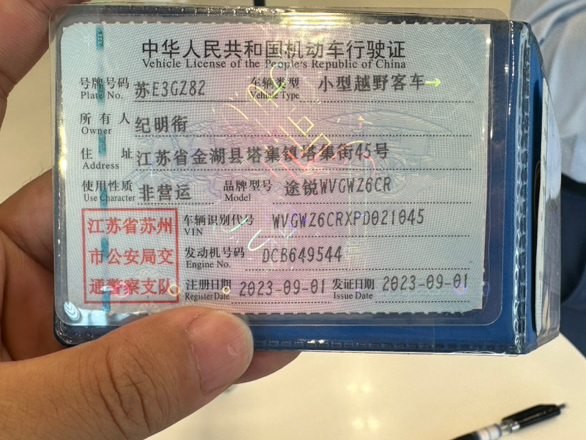 中华人民共和国机动车行驶证
Vehicle License of the People's Republic of China
号牌号码 苏E3GZ82 车辆类型 小型越野客车
Plate No. Vehicle Type
所有人 纪明衔
Owner
住址 江苏省金湖县塔集镇塔集街45号
Address
使用性质 非营运 品牌型号 途锐WVGWZ6CR
Use Character Model
江苏省苏州市公安局交通警察支队
车辆识别代号 WVGWZ6CRXPD021045
VIN
发动机号码 DCB649544
Engine No.
注册日期 2023-09-01 发证日期 2023-09-01
Register Date Issue Date